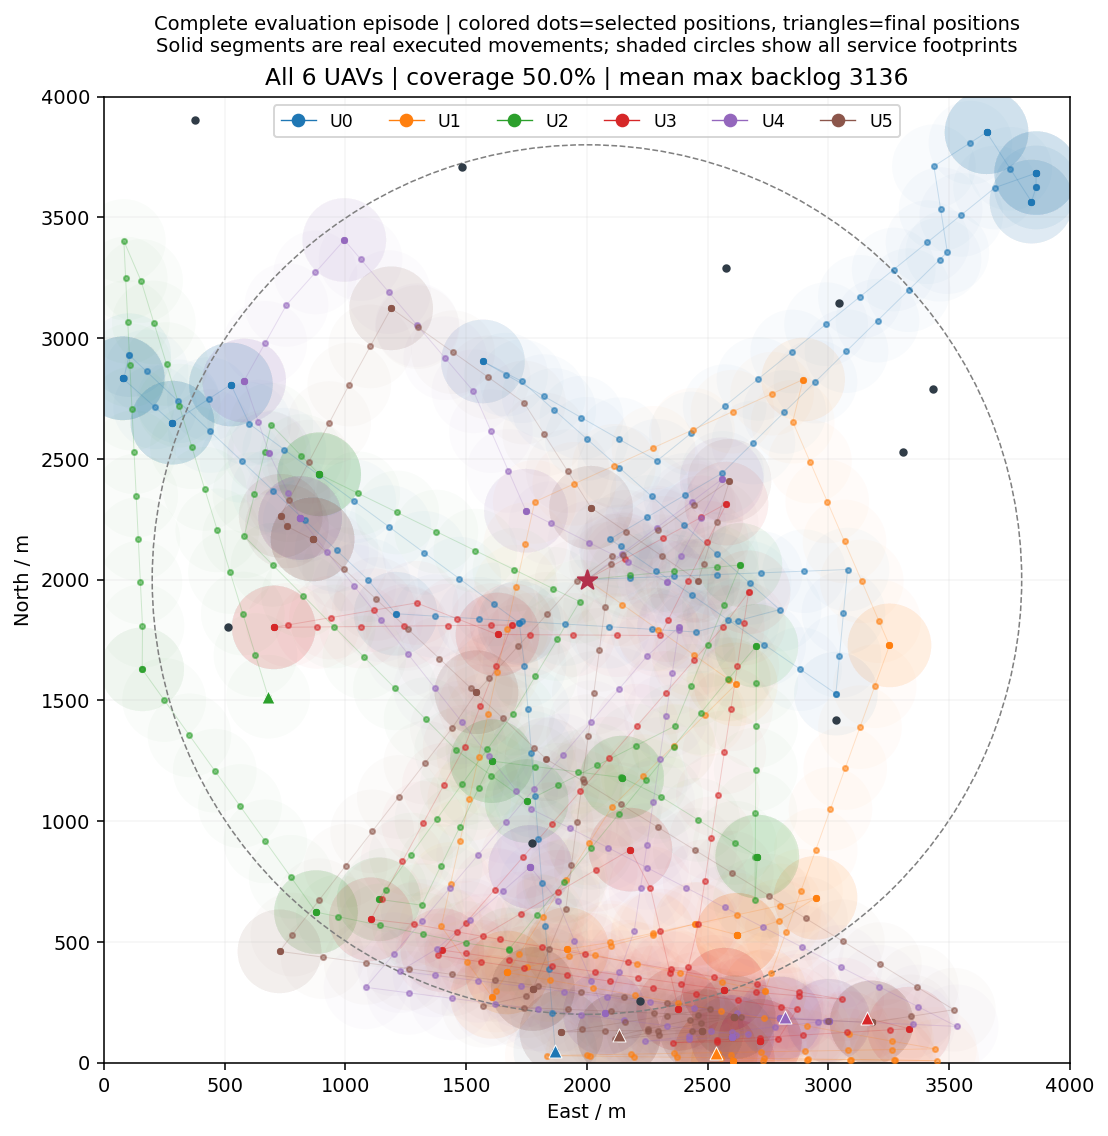 Complete evaluation episode | colored dots=selected positions, triangles=final positions
Solid segments are real executed movements; shaded circles show all service footprints
All 6 UAVs | coverage 50.0% | mean max backlog 3136
U0 U1 U2 U3 U4 U5
4000
3500
3000
2500
2000
1500
1000
500
0
North / m
0 500 1000 1500 2000 2500 3000 3500 4000
East / m